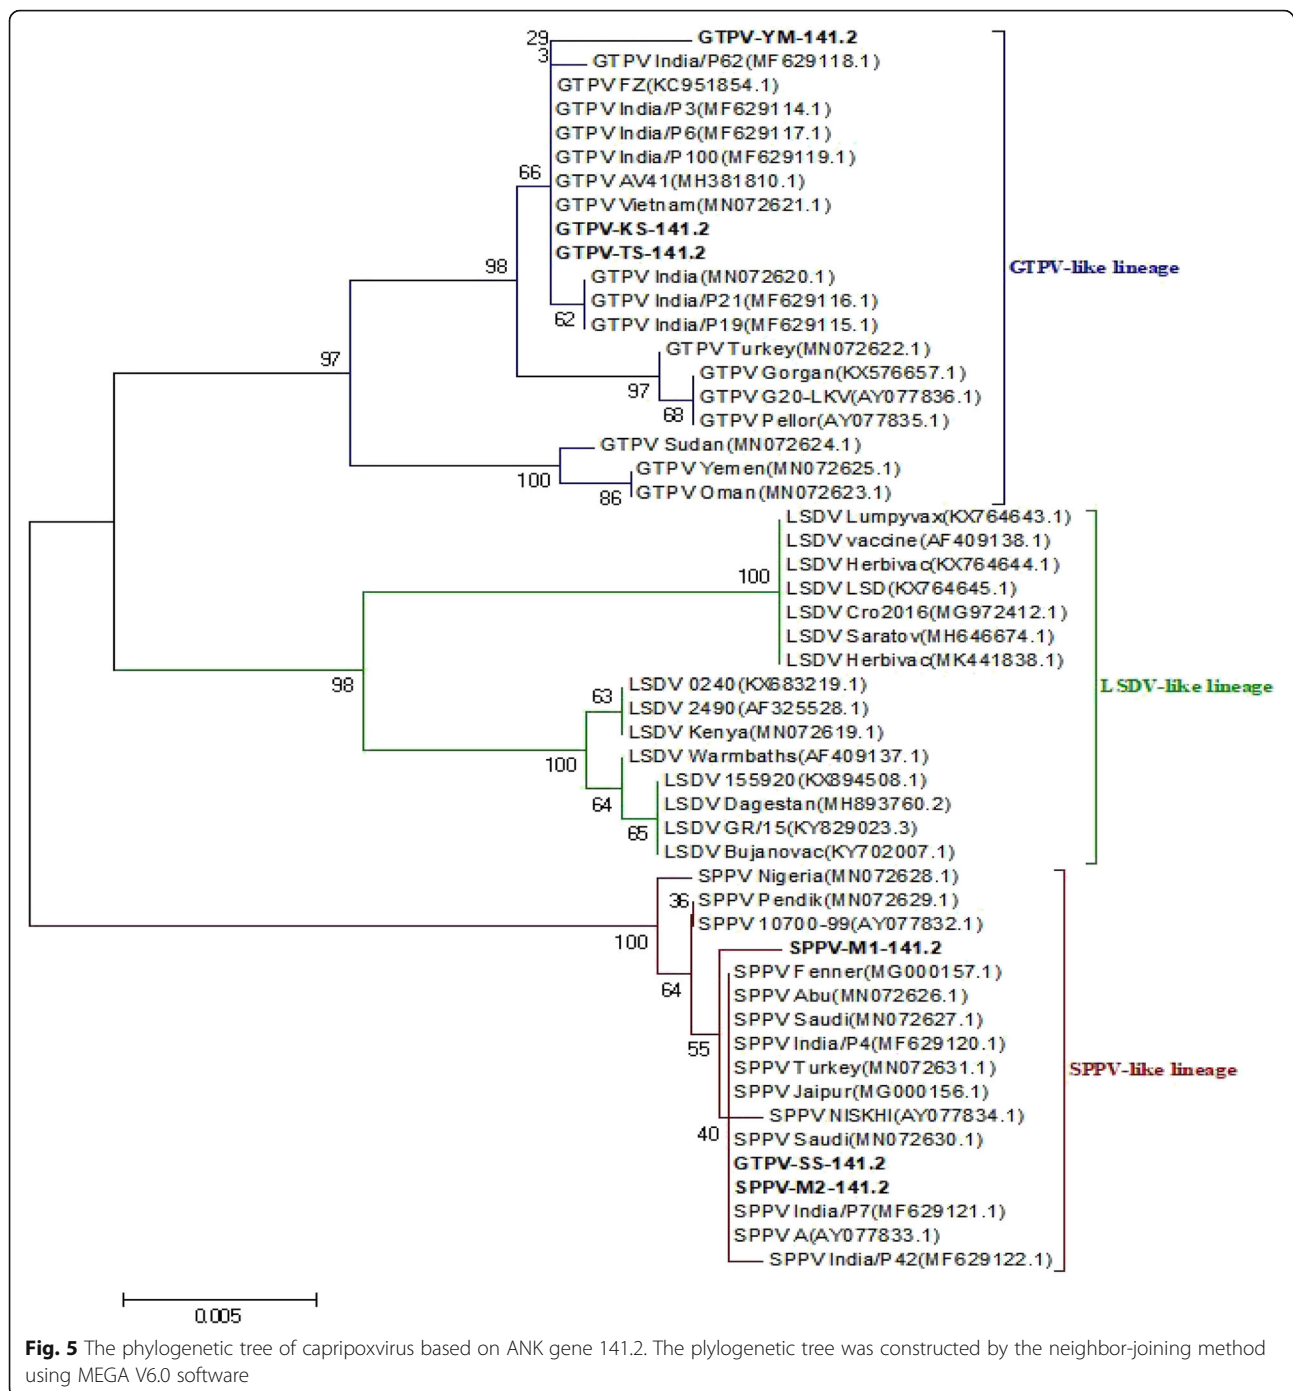 29
GTPV-YM-141.2
3
GTPV India/P62(MF629118.1)
GTPV FZ(KC951854.1)
GTPV India/P3(MF629114.1)
GTPV India/P6(MF629117.1)
GTPV India/P100(MF629119.1)
66
GTPV AV41(MH381810.1)
GTPV Vietnam(MN072621.1)
GTPV-KS-141.2
GTPV-TS-141.2
98
GTPV-like lineage
GTPV India(MN072620.1)
GTPV India/P21(MF629116.1)
62
GTPV India/P19(MF629115.1)
GTPV Turkey(MN072622.1)
97
GTPV Gorgan(KX576657.1)
97
GTPV G20-LKV(AY077836.1)
68
GTPV Pellor(AY077835.1)
GTPV Sudan(MN072624.1)
GTPV Yemen(MN072625.1)
100
86
GTPV Oman(MN072623.1)
LSDV Lumpyvax(KX764643.1)
LSDV vaccine(AF409138.1)
LSDV Herbivac(KX764644.1)
100
LSDV LSD(KX764645.1)
LSDV Cro2016(MG972412.1)
LSDV Saratov(MH646674.1)
LSDV Herbivac(MK441838.1)
98
LSDV 0240(KX683219.1)
LSDV-like lineage
63
LSDV 2490(AF325528.1)
LSDV Kenya(MN072619.1)
LSDV Warmbaths(AF409137.1)
100
LSDV 155920(KX894508.1)
64
LSDV Dagestan(MH893760.2)
65
LSDV GR/15(KY829023.3)
LSDV Bujanovac(KY702007.1)
SPPV Nigeria(MN072628.1)
36
SPPV Pendik(MN072629.1)
SPPV 10700-99(AY077832.1)
100
SPPV-M1-141.2
SPPV Fenner(MG000157.1)
64
SPPV Abu(MN072626.1)
SPPV Saudi(MN072627.1)
55
SPPV India/P4(MF629120.1)
SPPV Turkey(MN072631.1)
SPPV-like lineage
SPPV Jaipur(MG000156.1)
SPPV NISKHI(AY077834.1)
40
SPPV Saudi(MN072630.1)
GTPV-SS-141.2
SPPV-M2-141.2
SPPV India/P7(MF629121.1)
SPPV A(AY077833.1)
SPPV India/P42(MF629122.1)
0.005
Fig. 5 The phylogenetic tree of capripoxvirus based on ANK gene 141.2. The plylogenetic tree was constructed by the neighbor-joining method
using MEGA V6.0 software